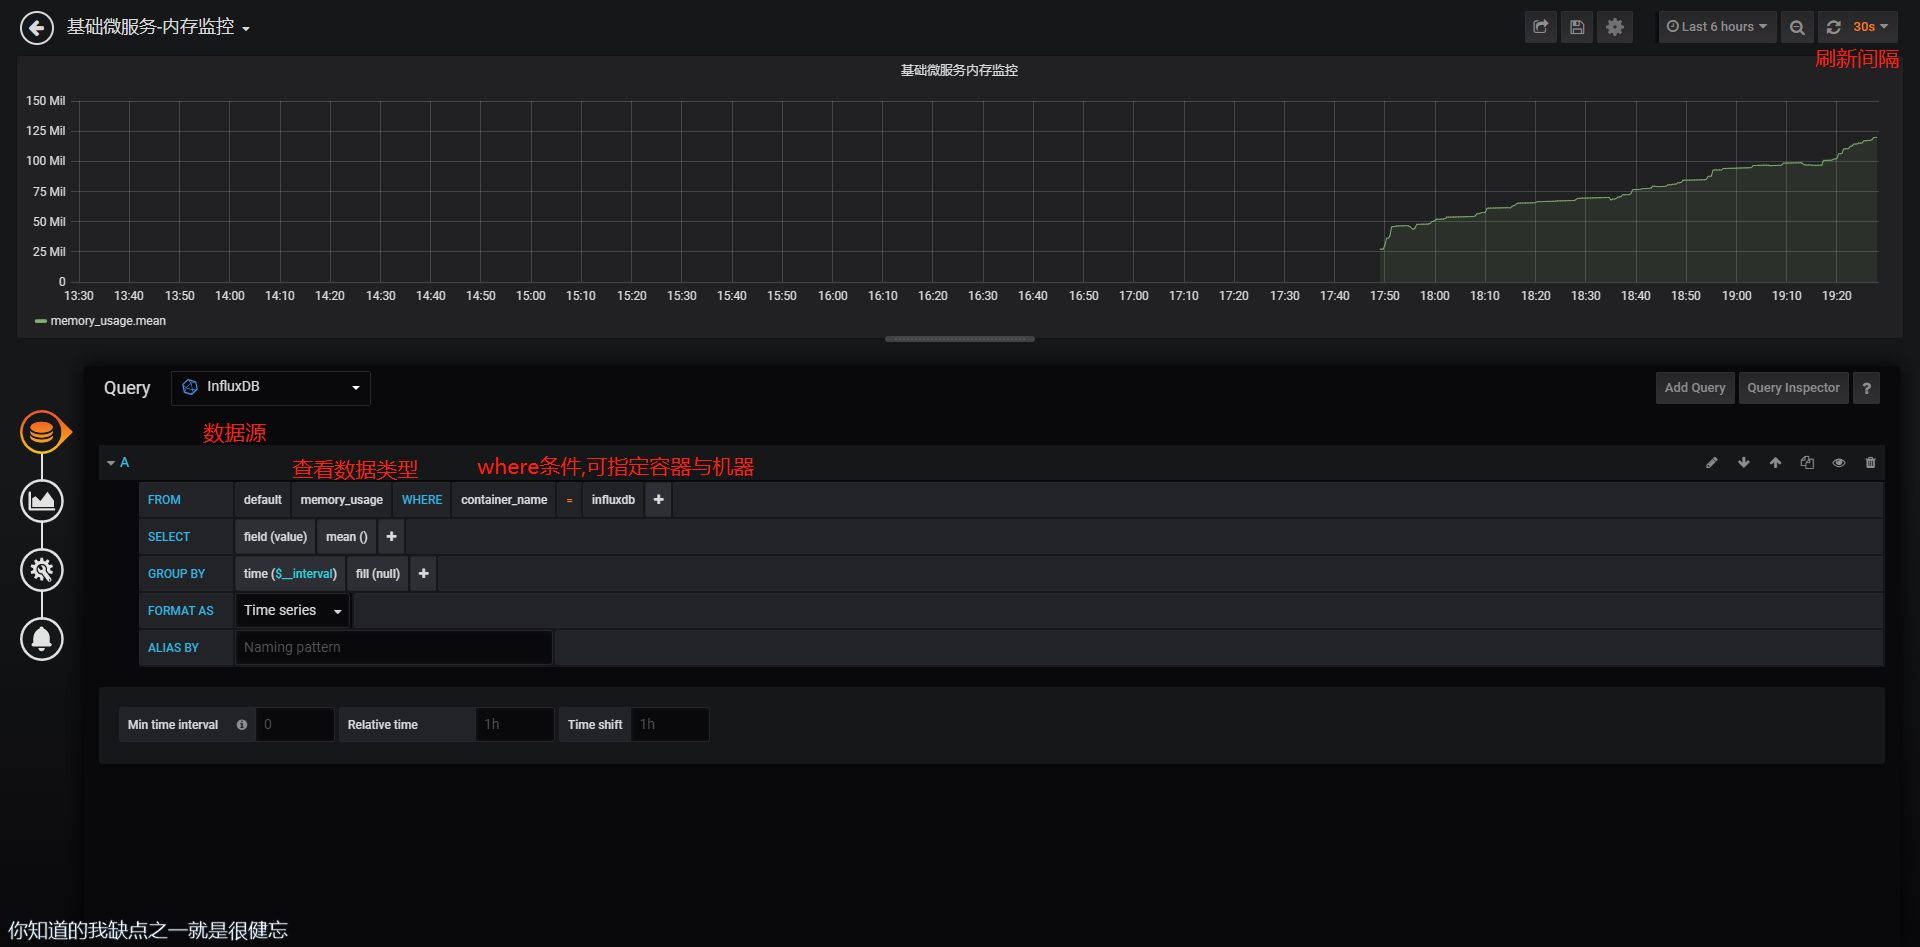 基础微服务-内存监控
Last 6 hours
30s
刷新间隔
基础微服务内存监控
150 Mil
125 Mil
100 Mil
75 Mil
50 Mil
25 Mil
0
13:30 13:40 13:50 14:00 14:10 14:20 14:30 14:40 14:50 15:00 15:10 15:20 15:30 15:40 15:50 16:00 16:10 16:20 16:30 16:40 16:50 17:00 17:10 17:20 17:30 17:40 17:50 18:00 18:10 18:20 18:30 18:40 18:50 19:00 19:10 19:20
memory_usage.mean
Query InfluxDB Add Query Query Inspector ?
数据源
A 查看数据类型 where条件,可指定容器与机器
FROM default memory_usage WHERE container_name = influxdb +
SELECT field (value) mean () +
GROUP BY time ($__interval) fill (null) +
FORMAT AS Time series
ALIAS BY Naming pattern
Min time interval 0 Relative time 1h Time shift 1h
你知道的我缺点之一就是很健忘